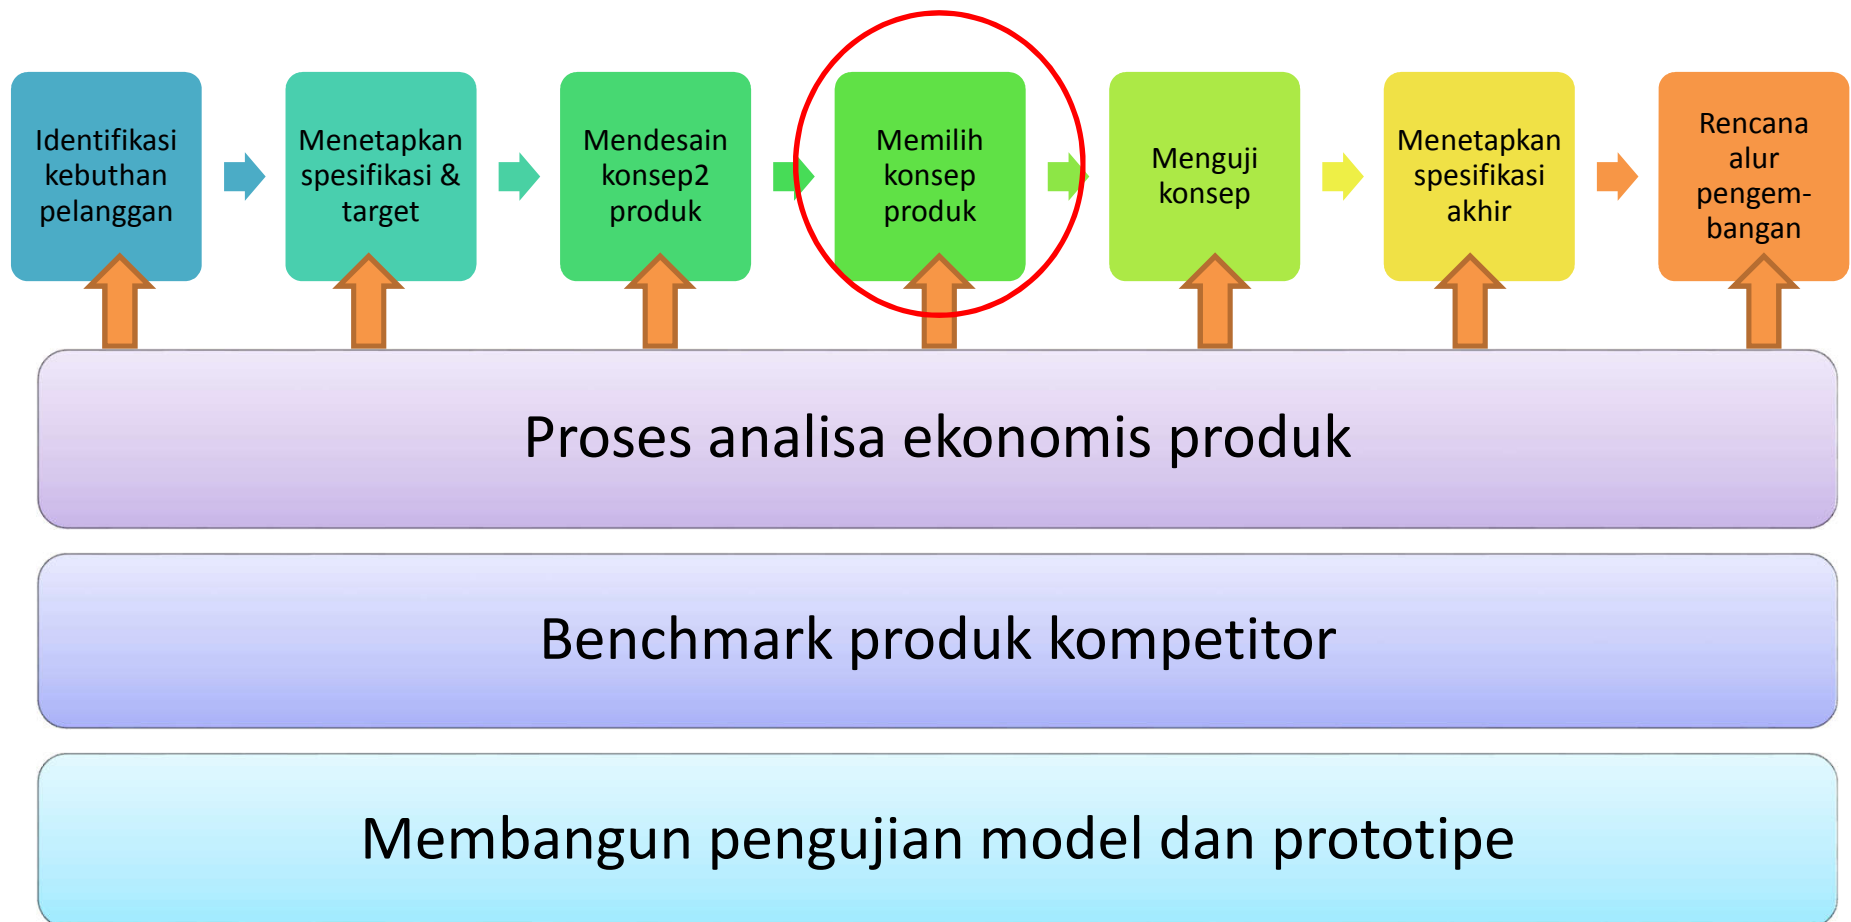 Identifikasi
kebuthan
pelanggan
Menetapkan
spesifikasi &
target
Mendesain
konsep2
produk
Memilih
konsep
produk
Menguji
konsep
Menetapkan
spesifikasi
akhir
Rencana
alur
pengem-
bangan
Proses analisa ekonomis produk
Benchmark produk kompetitor
Membangun pengujian model dan prototipe